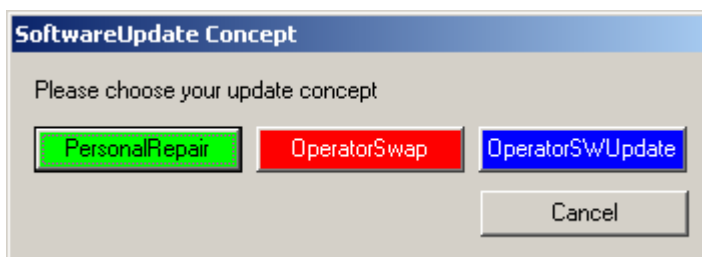 SoftwareUpdate Concept
Please choose your update concept
PersonalRepair OperatorSwap OperatorSWUpdate
Cancel